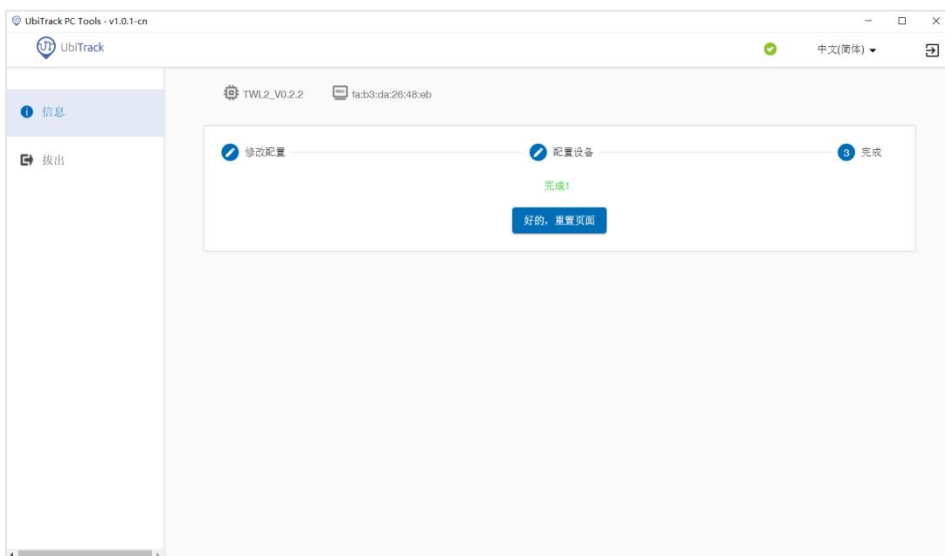 UbiTrack PC Tools - v1.0.1-cn
UbiTrack
中文(简体)
信息
拔出
TWL2_V0.2.2
MAC
fa:b3:da:26:48:eb
修改配置
配置设备
3 完成
完成!
好的，重置页面